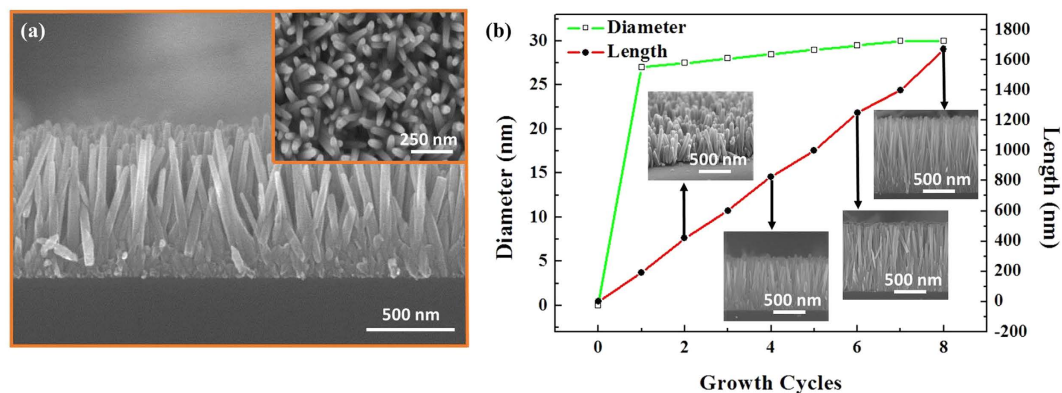 (a)
250 nm
500 nm
(b)
Diameter
Length
30
25
20
15
10
5
0
Diameter (nm)
1800
1600
1400
1200
1000
800
600
400
200
0
-200
Length (nm)
500 nm
500 nm
500 nm
500 nm
0
2
4
6
8
Growth Cycles